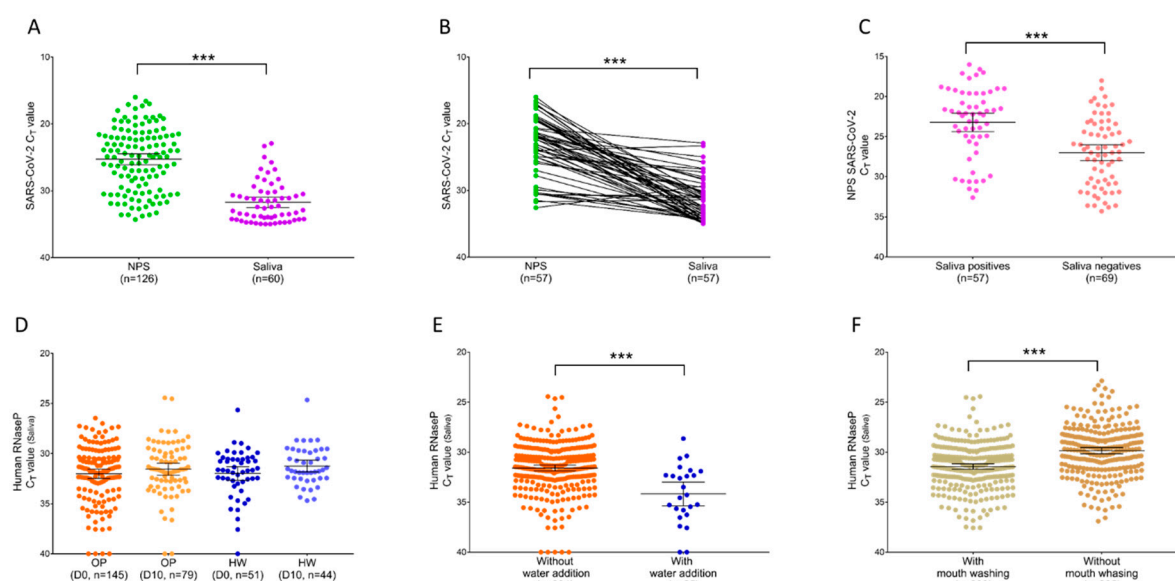 A
SARS-CoV-2 CT value
10
20
30
40
***
NPS
(n=126)
Saliva
(n=60)
B
SARS-CoV-2 CT value
10
20
30
40
***
NPS
(n=57)
Saliva
(n=57)
C
NPS SARS-CoV-2
CT value
15
20
25
30
35
40
***
Saliva positives
(n=57)
Saliva negatives
(n=69)
D
Human RNaseP
CT value (Saliva)
20
25
30
35
40
OP
(D0, n=145)
OP
(D10, n=79)
HW
(D0, n=51)
HW
(D10, n=44)
E
Human RNaseP
CT value (Saliva)
20
25
30
35
40
***
Without
water addition
With
water addition
F
Human RNaseP
CT value (Saliva)
20
25
30
35
40
***
With
mouth washing
Without
mouth whasing